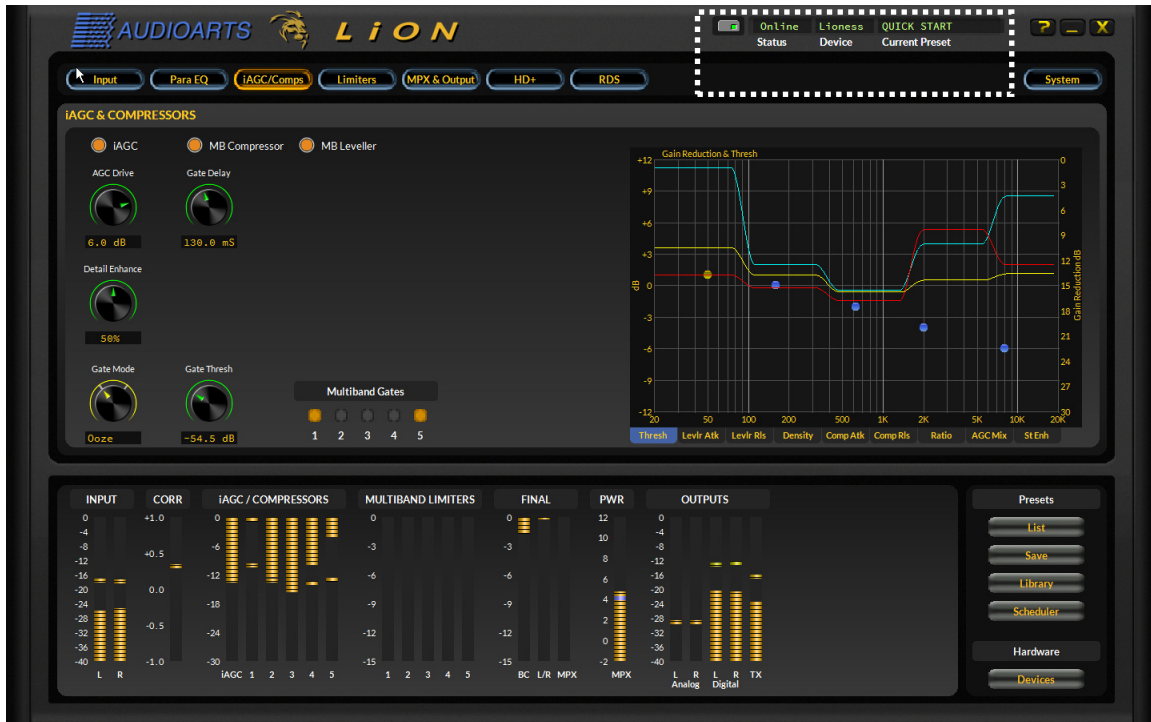 AUDIOARTS LiON
Online Lioness QUICK START
Status Device Current Preset
? _ X
Input Para EQ iAGC/Comps Limiters MPX & Output HD+ RDS System
iAGC & COMPRESSORS
iAGC MB Compressor MB Leveller
AGC Drive Gate Delay
6.0 dB 130.0 mS
Detail Enhance
50%
Gate Mode Gate Thresh
Ooze -54.5 dB
Multiband Gates
1 2 3 4 5
Gain Reduction & Thresh
+12 0
+9 3
+6 6
9
+3 12
dB 0 15 Gain Reduction dB
-3 18
21
-6 24
-9 27
-12 30
20 50 100 200 500 1K 2K 5K 10K 20K
Thresh Levlr Atk Levlr Rls Density Comp Atk Comp Rls Ratio AGC Mix St Enh
INPUT CORR iAGC / COMPRESSORS MULTIBAND LIMITERS FINAL PWR OUTPUTS
0 +1.0 0 0 0 12 0
-4 10 -4
-8 +0.5 -6 -3 -3 -8
-12 8 -12
-16 -12 -6 -6 6 -16
-20 0.0 -20
-24 -18 -9 -9 4 -24
-28 -0.5 2 -28
-32 -24 -12 -12 -32
-36 0 -36
-40 -1.0 -30 -15 -15 -2 -40
L R iAGC 1 2 3 4 5 1 2 3 4 5 BC L/R MPX MPX L R L R TX
Analog Digital
Presets
List
Save
Library
Scheduler
Hardware
Devices